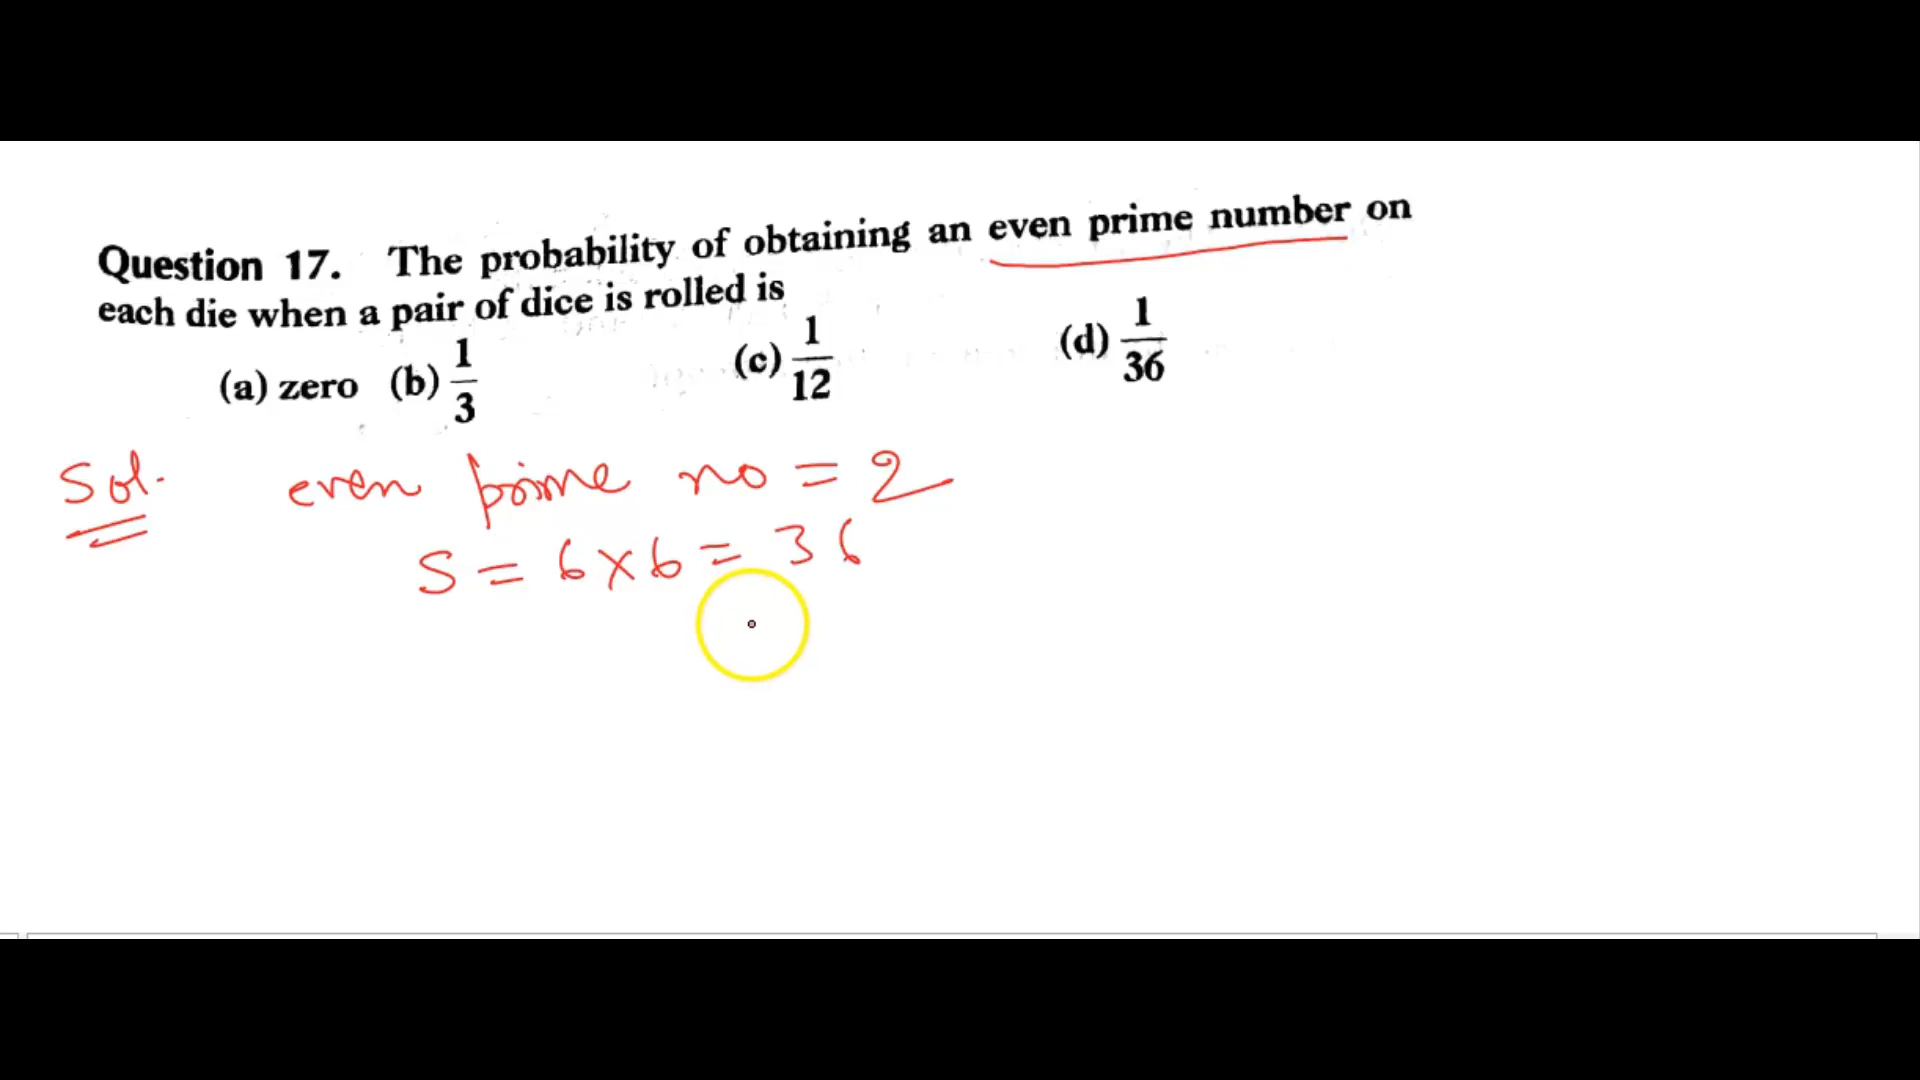 Question 17. The probability of obtaining an even prime number on
each die when a pair of dice is rolled is
(a) zero (b) 1/3 (c) 1/12 (d) 1/36
Sol. even prime no = 2
S = 6×6 = 36